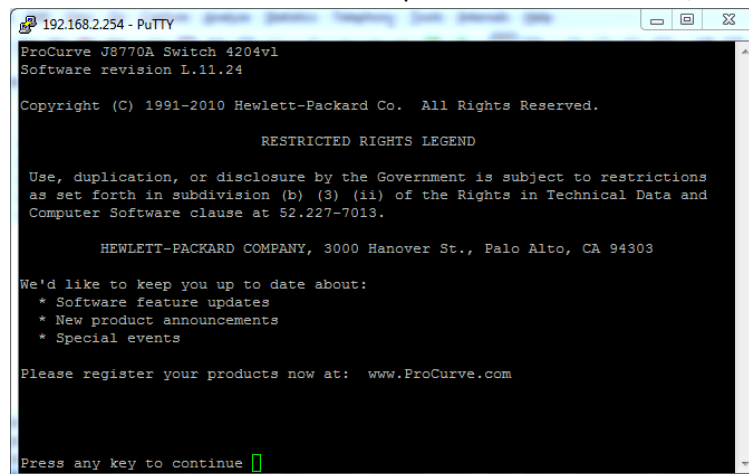 192.168.2.254 - PuTTY
ProCurve J8770A Switch 4204vl
Software revision L.11.24
Copyright (C) 1991-2010 Hewlett-Packard Co.  All Rights Reserved.
RESTRICTED RIGHTS LEGEND
Use, duplication, or disclosure by the Government is subject to restrictions
as set forth in subdivision (b) (3) (ii) of the Rights in Technical Data and
Computer Software clause at 52.227-7013.
HEWLETT-PACKARD COMPANY, 3000 Hanover St., Palo Alto, CA 94303
We'd like to keep you up to date about:
* Software feature updates
* New product announcements
* Special events
Please register your products now at:  www.ProCurve.com
Press any key to continue